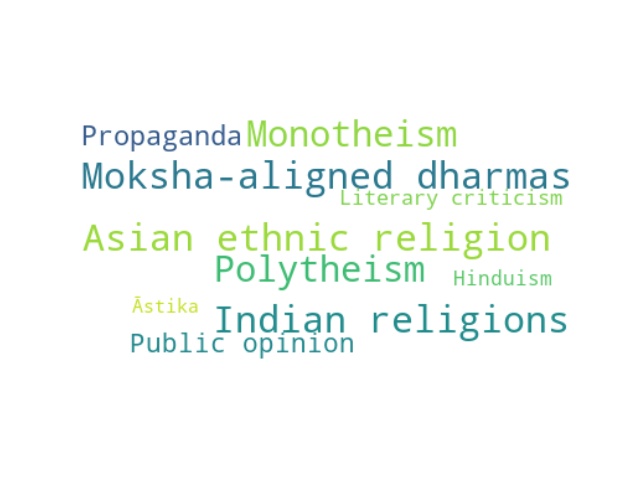 Propaganda Monotheism
Moksha-aligned dharmas
Literary criticism
Asian ethnic religion
Polytheism Hinduism
Āstika
Indian religions
Public opinion